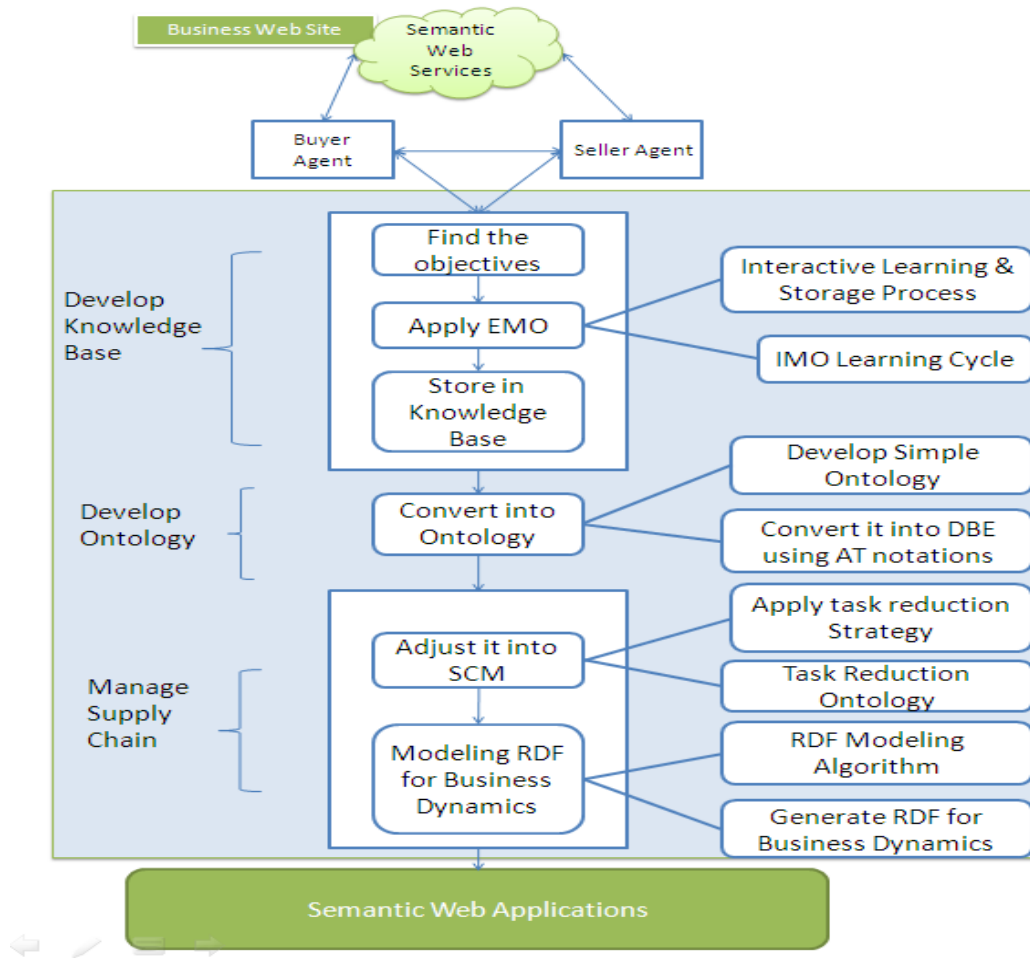 Business Web Site
Semantic
Web
Services
Buyer
Agent
Seller Agent
Develop
Knowledge
Base
Find the
objectives
Apply EMO
Store in
Knowledge
Base
Interactive Learning &
Storage Process
IMO Learning Cycle
Develop
Ontology
Convert into
Ontology
Develop Simple
Ontology
Convert it into DBE
using AT notations
Manage
Supply
Chain
Adjust it into
SCM
Modeling RDF
for Business
Dynamics
Apply task reduction
Strategy
Task Reduction
Ontology
RDF Modeling
Algorithm
Generate RDF for
Business Dynamics
Semantic Web Applications